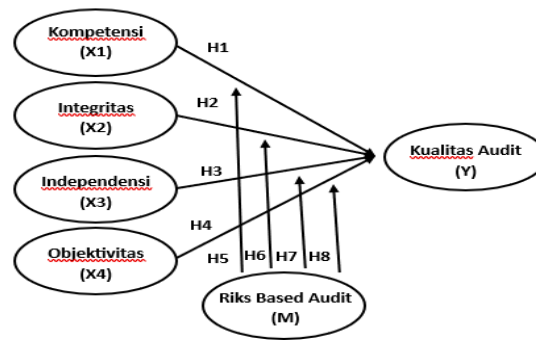 Kompetensi
(X1)
H1
Integritas
(X2)
H2
Independensi
(X3)
H3
Objektivitas
(X4)
H4
Kualitas Audit
(Y)
H5
H6
H7
H8
Riks Based Audit
(M)